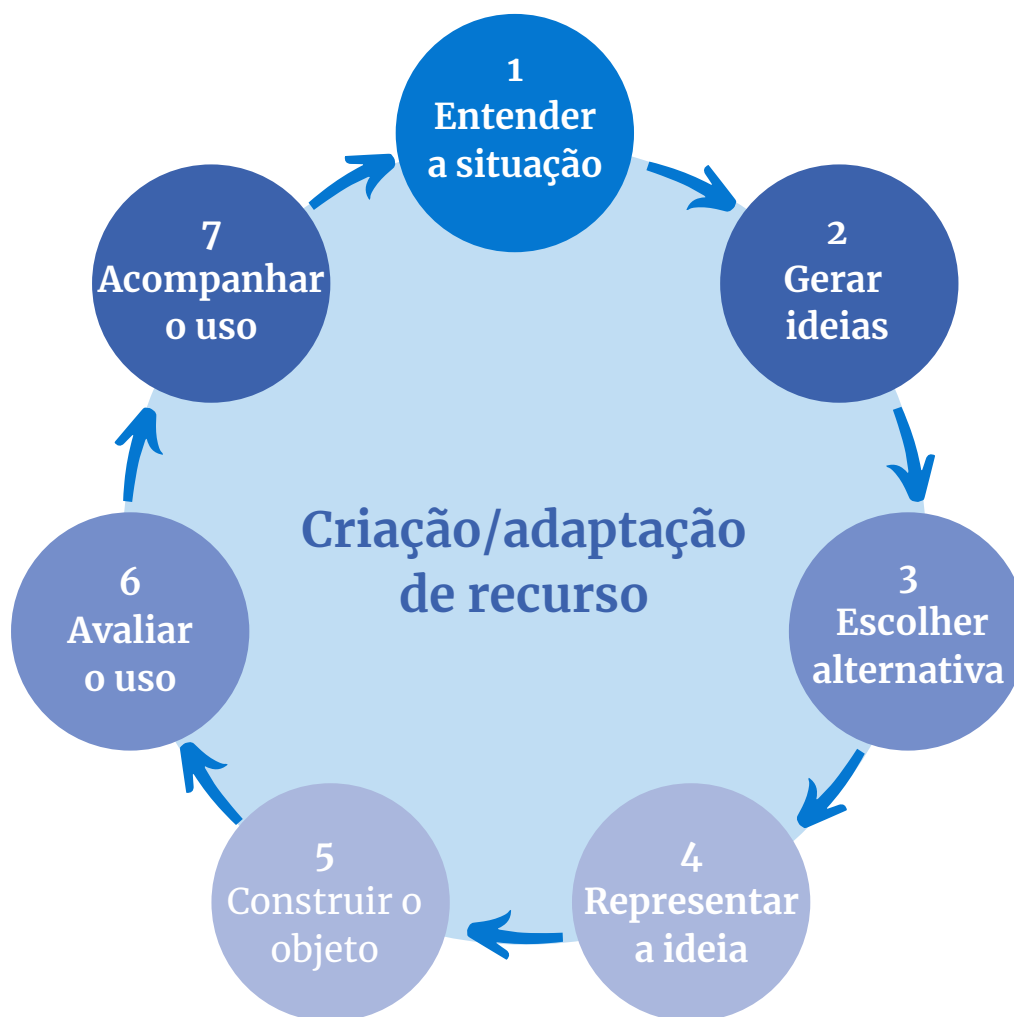 1
Entender
a situação
2
Gerar
ideias
3
Escolher
alternativa
4
Representar
a ideia
5
Construir o
objeto
6
Avaliar
o uso
7
Acompanhar
o uso
Criação/adaptação
de recurso